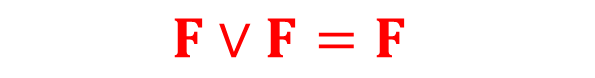 F ∨ F = F